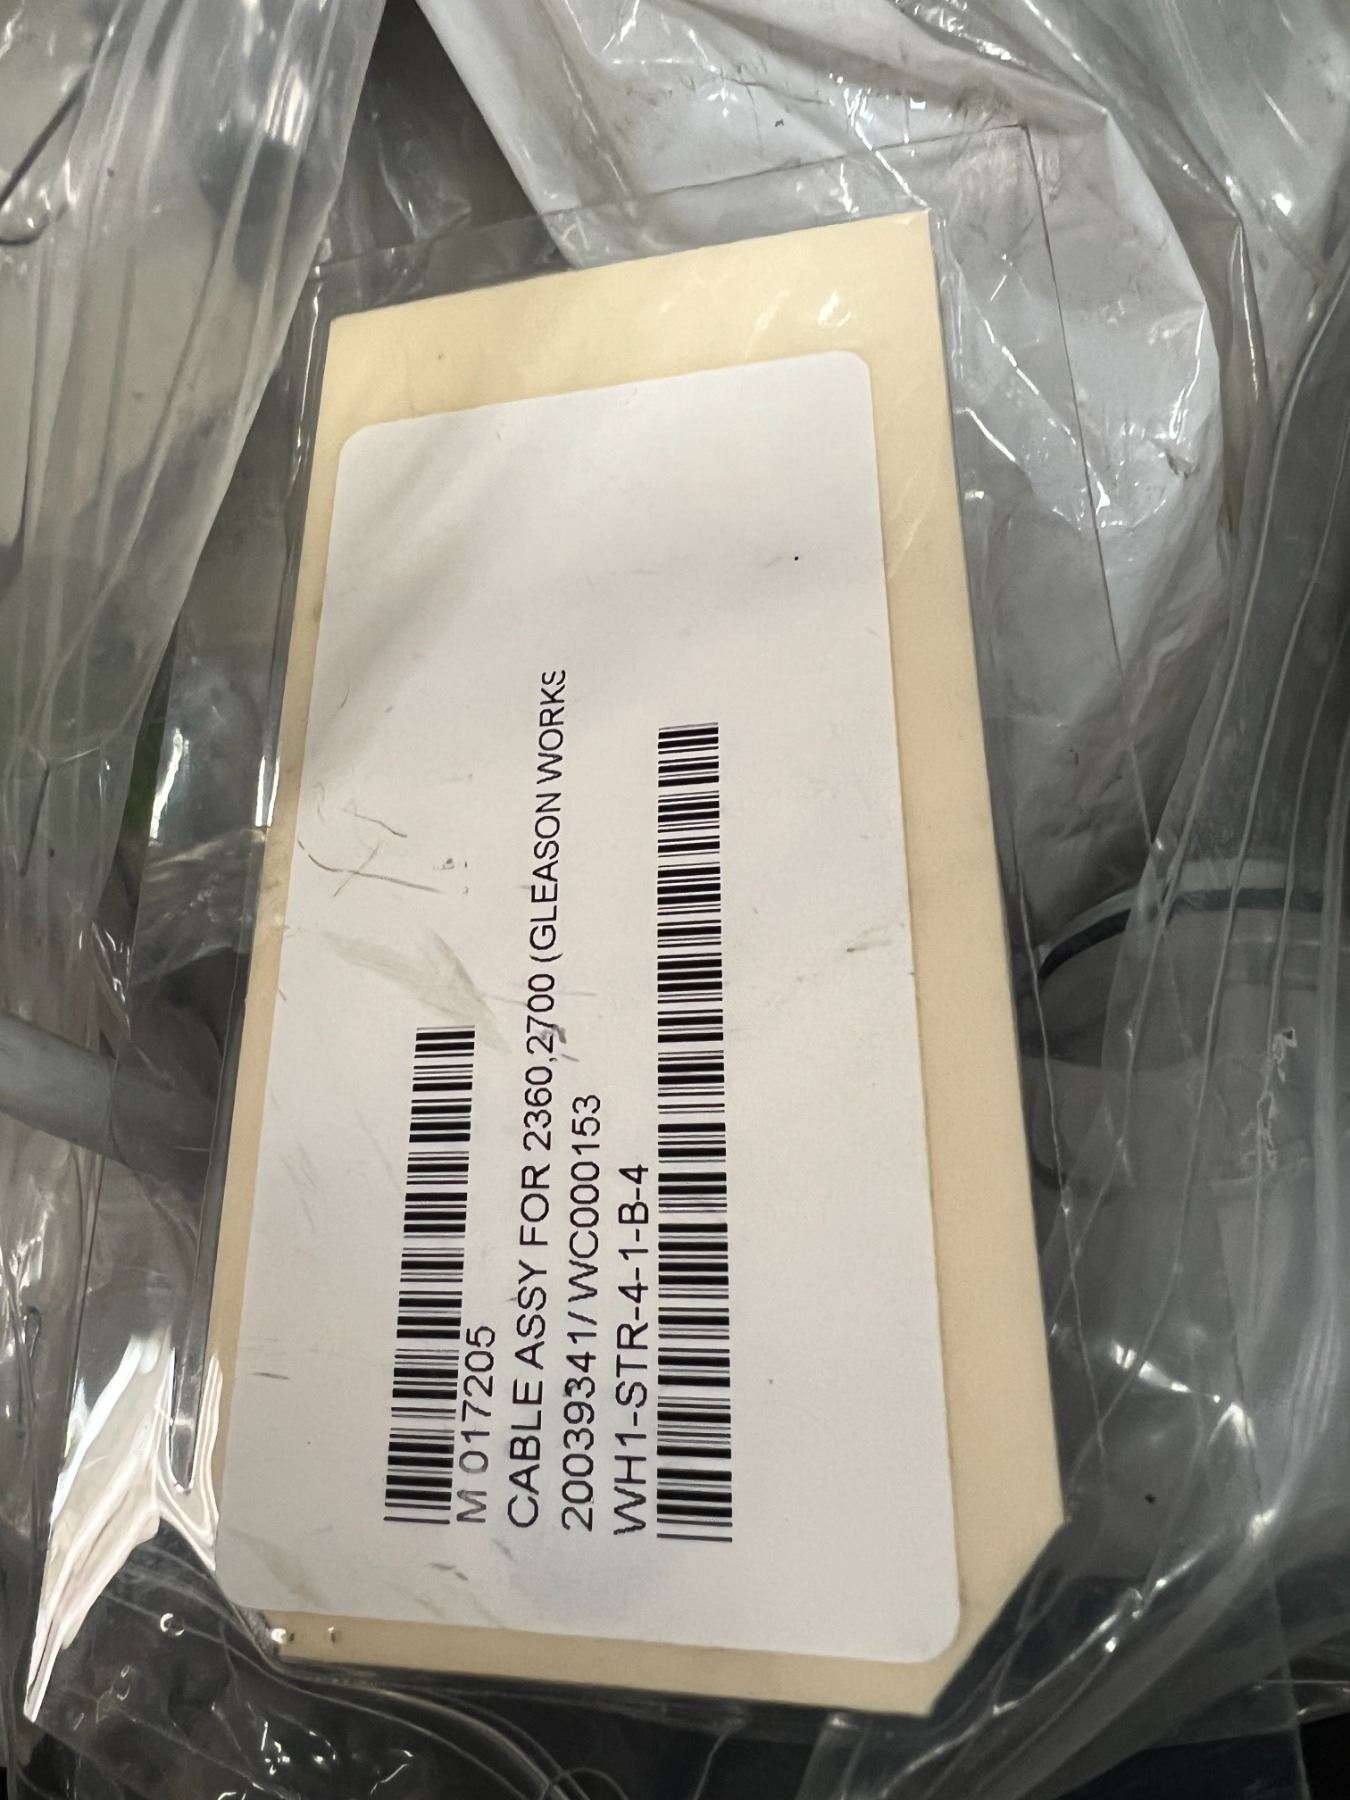 M 017205
CABLE ASSY FOR 2360,2700 (GLEASON WORKS
20039341/WC000153
WH1-STR-4-1-B-4